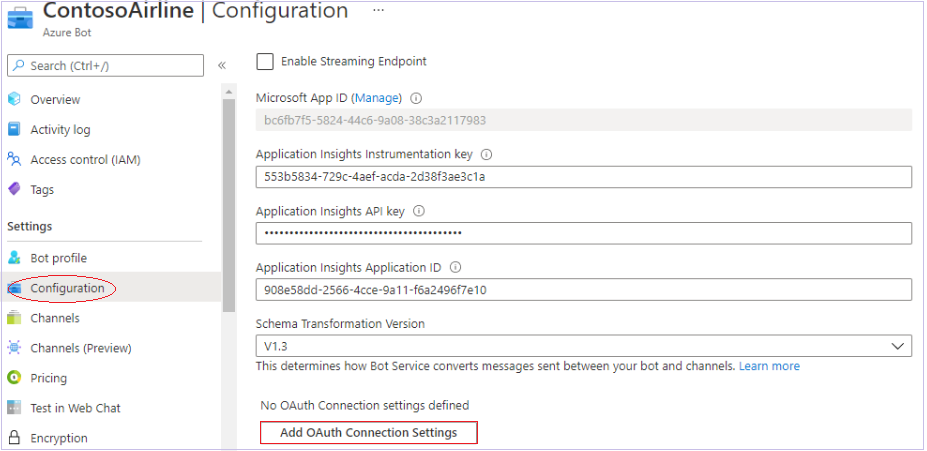 ContosoAirline | Configuration ...
Azure Bot
Search (Ctrl+/)
«
Overview
Activity log
Access control (IAM)
Tags
Settings
Bot profile
Configuration
Channels
Channels (Preview)
Pricing
Test in Web Chat
Encryption
Enable Streaming Endpoint
Microsoft App ID (Manage)
bc6fb7f5-5824-44c6-9a08-38c3a2117983
Application Insights Instrumentation key
553b5834-729c-4aef-acda-2d38f3ae3c1a
Application Insights API key
••••••••••••••••••••••••••••••••••••••••
Application Insights Application ID
908e58dd-2566-4cce-9a11-f6a2496f7e10
Schema Transformation Version
V1.3
This determines how Bot Service converts messages sent between your bot and channels. Learn more
No OAuth Connection settings defined
Add OAuth Connection Settings